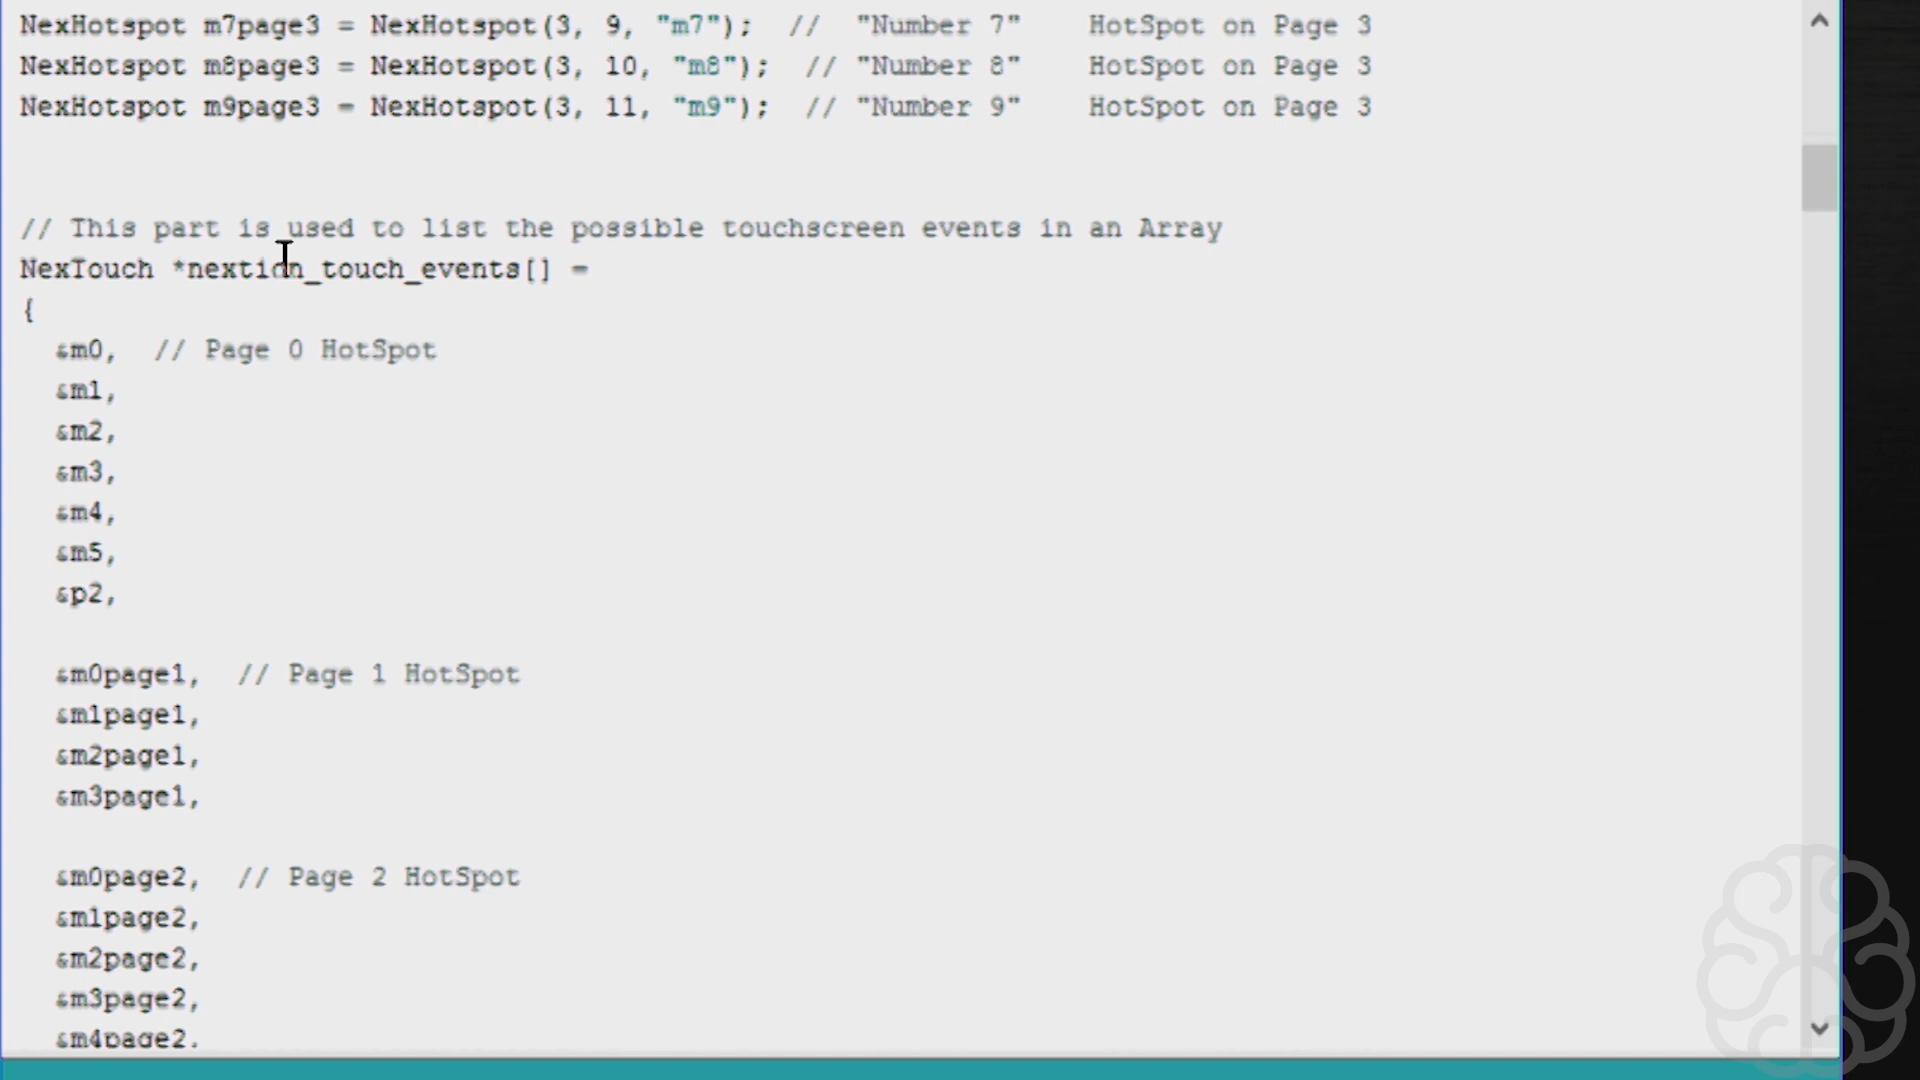 NexHotspot m7page3 = NexHotspot(3, 9, "m7");  //  "Number 7"    HotSpot on Page 3
NexHotspot m8page3 = NexHotspot(3, 10, "m8");  // "Number 8"    HotSpot on Page 3
NexHotspot m9page3 = NexHotspot(3, 11, "m9");  // "Number 9"    HotSpot on Page 3
// This part is used to list the possible touchscreen events in an Array
NexTouch *nextion_touch_events[] =
{
&m0,  // Page 0 HotSpot
&m1,
&m2,
&m3,
&m4,
&m5,
&p2,
&m0page1,  // Page 1 HotSpot
&m1page1,
&m2page1,
&m3page1,
&m0page2,  // Page 2 HotSpot
&m1page2,
&m2page2,
&m3page2,
&m4page2,